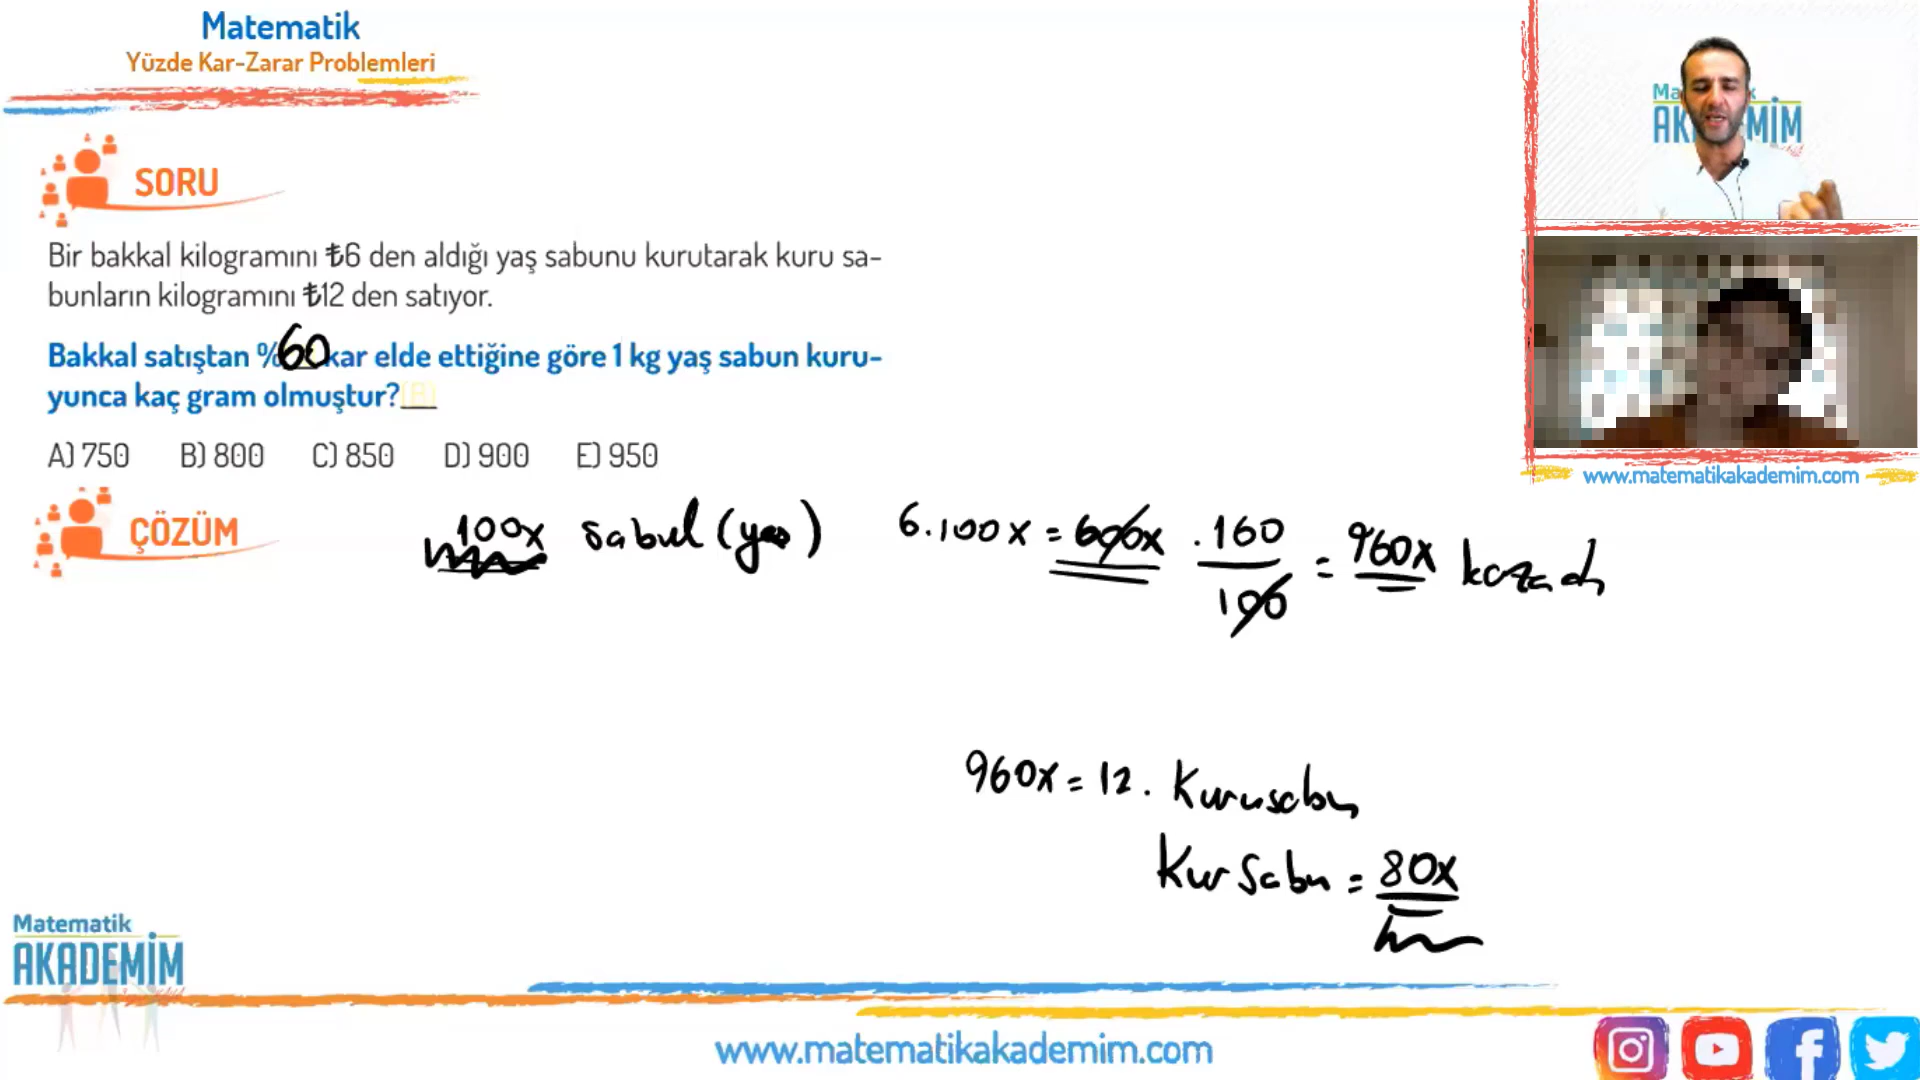 Matematik
Yüzde Kar-Zarar Problemleri
SORU
Bir bakkal kilogramını ₺6 den aldığı yaş sabunu kurutarak kuru sa-
bunların kilogramını ₺12 den satıyor.
Bakkal satıştan %60 kar elde ettiğine göre 1 kg yaş sabun kuru-
yunca kaç gram olmuştur? (B)
A) 750 B) 800 C) 850 D) 900 E) 950
ÇÖZÜM
100x sabun (yaş) 6.100x = 600x . 160/100 = 960x
960x = 12. Kurusabun
Kur Sabu = 80x
Matematik
AKADEMİM
www.matematikakademim.com
www.matematikakademim.com